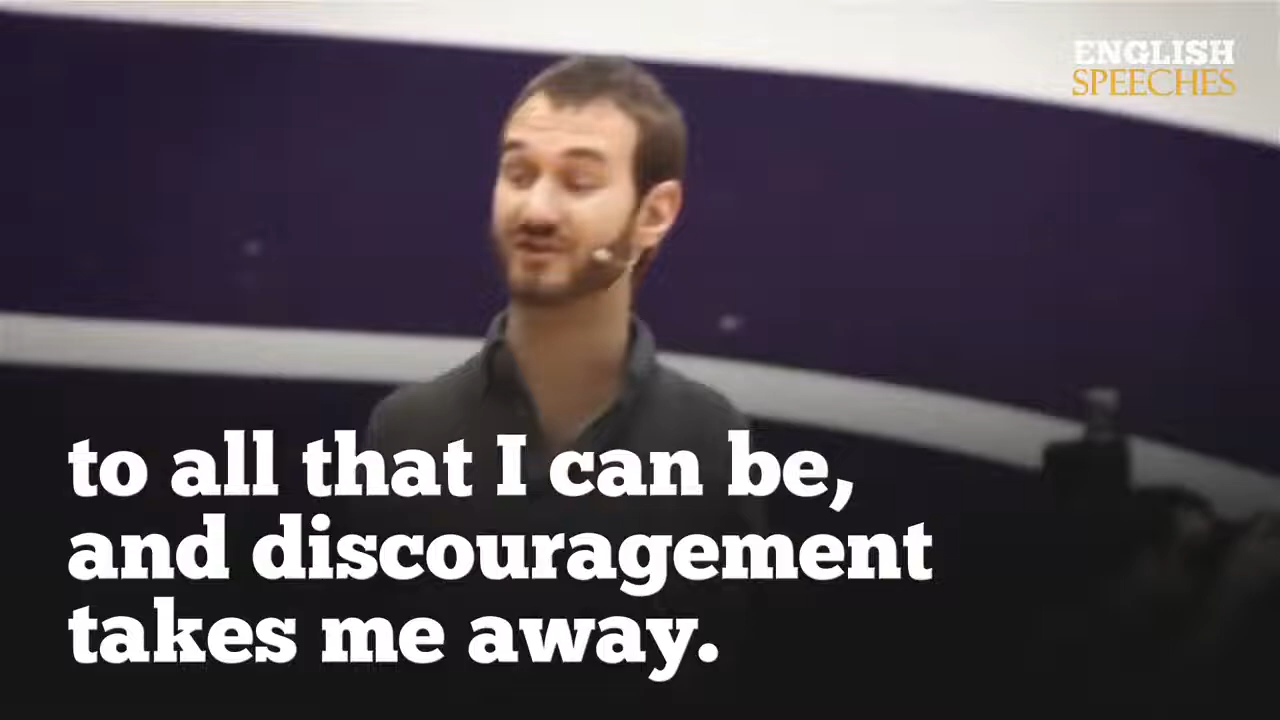 ENGLISH
SPEECHES
to all that I can be,
and discouragement
takes me away.